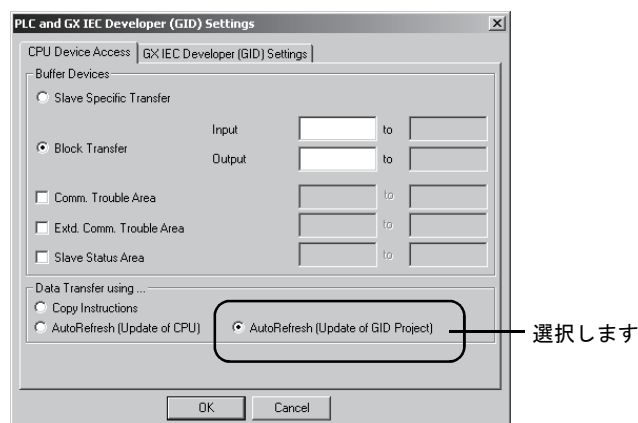 PLC and GX IEC Developer (GID) Settings
CPU Device Access GX IEC Developer (GID) Settings
Buffer Devices
Slave Specific Transfer
Input to
Block Transfer
Output to
Comm. Trouble Area to
Extd. Comm. Trouble Area to
Slave Status Area to
Data Transfer using ...
Copy Instructions
AutoRefresh (Update of CPU) AutoRefresh (Update of GID Project) 選択します
OK Cancel